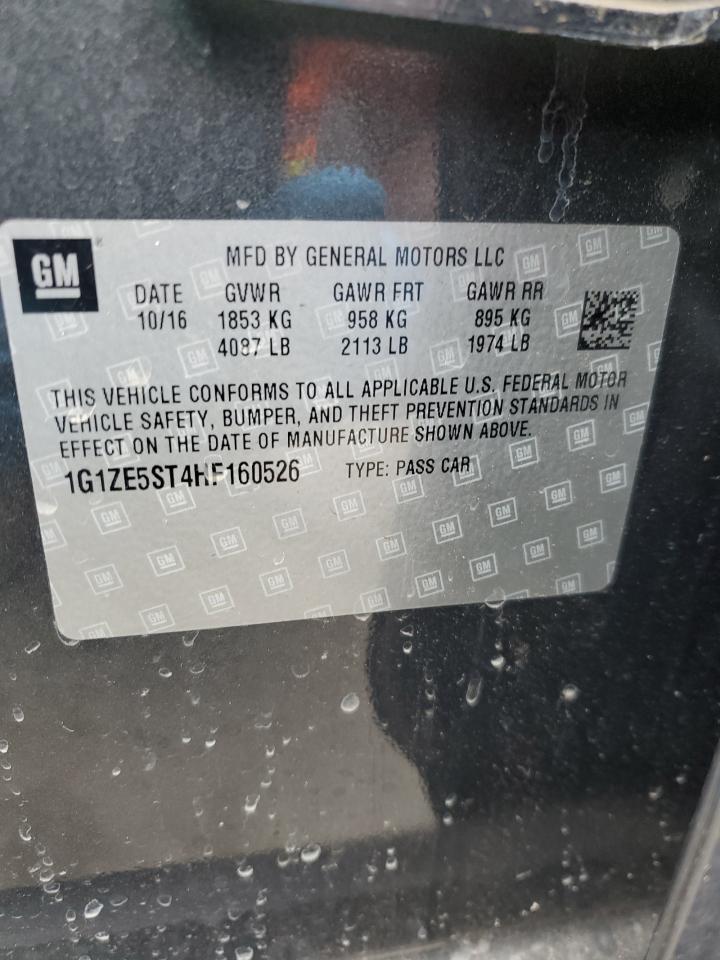 GM
MFD BY GENERAL MOTORS LLC
DATE GVWR GAWR FRT GAWR RR
10/16 1853 KG 958 KG 895 KG
4087 LB 2113 LB 1974 LB
THIS VEHICLE CONFORMS TO ALL APPLICABLE U.S. FEDERAL MOTOR
VEHICLE SAFETY, BUMPER, AND THEFT PREVENTION STANDARDS IN
EFFECT ON THE DATE OF MANUFACTURE SHOWN ABOVE.
1G1ZE5ST4HF160526 TYPE: PASS CAR